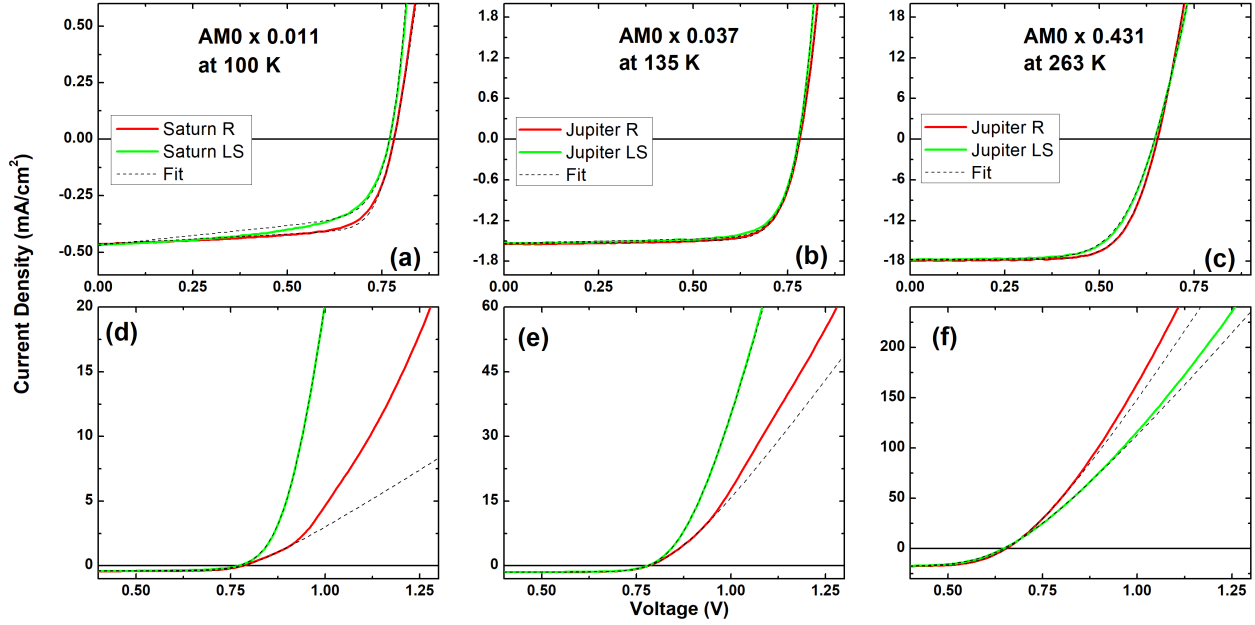 0.50
0.25
0.00
-0.25
-0.50
AM0 x 0.011
at 100 K
Saturn R
Saturn LS
Fit
(a)
0.00 0.25 0.50 0.75
1.8
1.2
0.6
0.0
-0.6
-1.2
-1.8
AM0 x 0.037
at 135 K
Jupiter R
Jupiter LS
Fit
(b)
0.00 0.25 0.50 0.75
18
12
6
0
-6
-12
-18
AM0 x 0.431
at 263 K
Jupiter R
Jupiter LS
Fit
(c)
0.00 0.25 0.50 0.75
Current Density (mA/cm²)
20
15
10
5
0
(d)
0.50 0.75 1.00 1.25
60
45
30
15
0
(e)
0.50 0.75 1.00 1.25
200
150
100
50
0
(f)
0.50 0.75 1.00 1.25
Voltage (V)